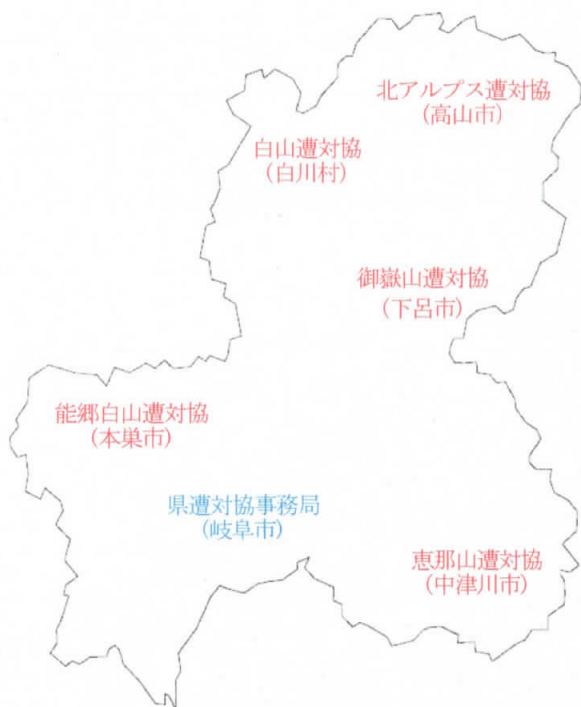 北アルプス遭対協
(高山市)
白山遭対協
(白川村)
御嶽山遭対協
(下呂市)
能郷白山遭対協
(本巣市)
県遭対協事務局
(岐阜市)
恵那山遭対協
(中津川市)